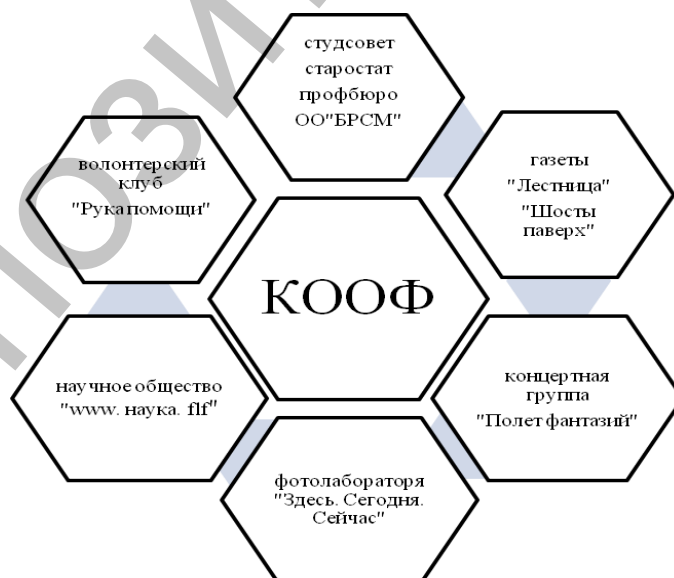 студсовет
старостат
профбюро
ОО"БРСМ"
газеты
"Лестница"
"Шосты
паверх"
волонтерский
клуб
"Рука помощи"
КООФ
концертная
группа
"Полет фантазий"
научное общество
"www. наука. flf"
фотолабораторя
"Здесь. Сегодня.
Сейчас"